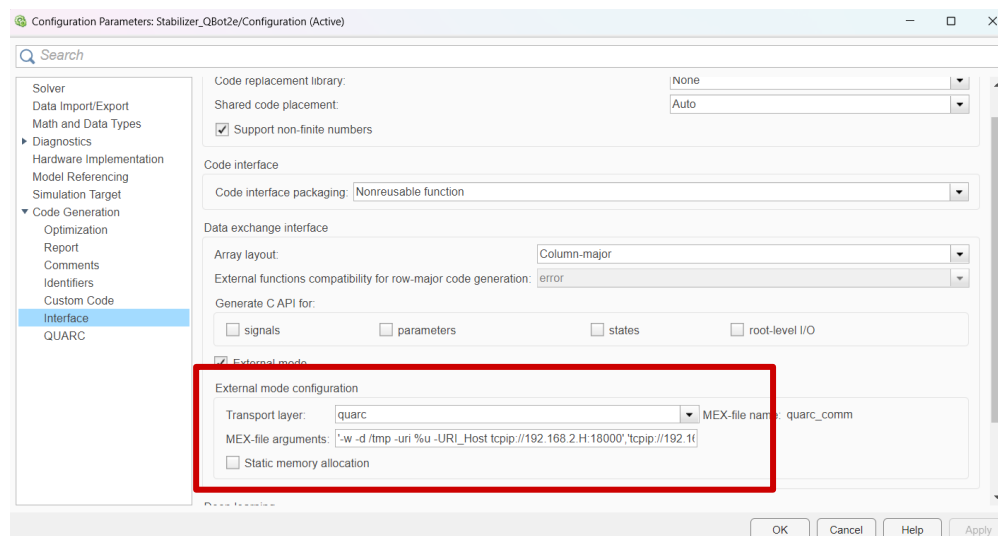 Configuration Parameters: Stabilizer_QBot2e/Configuration (Active)
Search
Solver
Data Import/Export
Math and Data Types
Diagnostics
Hardware Implementation
Model Referencing
Simulation Target
Code Generation
Optimization
Report
Comments
Identifiers
Custom Code
Interface
QUARC
Code replacement library: None
Shared code placement: Auto
Support non-finite numbers
Code interface
Code interface packaging: Nonreusable function
Data exchange interface
Array layout: Column-major
External functions compatibility for row-major code generation: error
Generate C API for:
signals parameters states root-level I/O
External mode
External mode configuration
Transport layer: quarc MEX-file name: quarc_comm
MEX-file arguments: '-w -d /tmp -uri %u -URI_Host tcpip://192.168.2.H:18000','tcpip://192.16
Static memory allocation
Deep learning
OK Cancel Help Apply